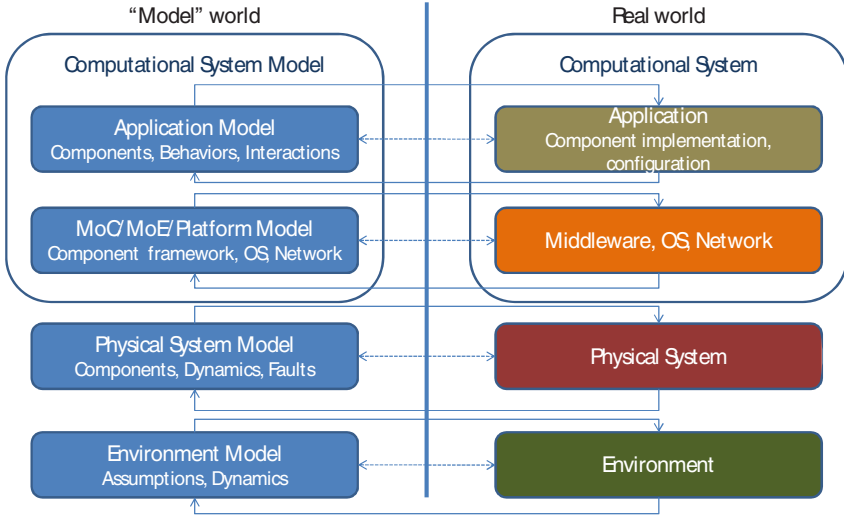 “Model” world
Real world
Computational System Model
Computational System
Application Model
Components, Behaviors, Interactions
Application
Component implementation,
configuration
MoC/MoE/Platform Model
Component framework, OS, Network
Middleware, OS, Network
Physical System Model
Components, Dynamics, Faults
Physical System
Environment Model
Assumptions, Dynamics
Environment